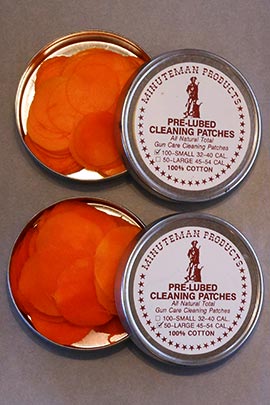 MINUTEMAN PRODUCTS
PRE-LUBED
CLEANING PATCHES
All Natural Total
Gun Care Cleaning Patches
☑ 100-SMALL 32-40 CAL.
☐ 50-LARGE 45-54 CAL.
100% COTTON
MINUTEMAN PRODUCTS
PRE-LUBED
CLEANING PATCHES
All Natural Total
Gun Care Cleaning Patches
☐ 100-SMALL 32-40 CAL.
☑ 50-LARGE 45-54 CAL.
100% COTTON